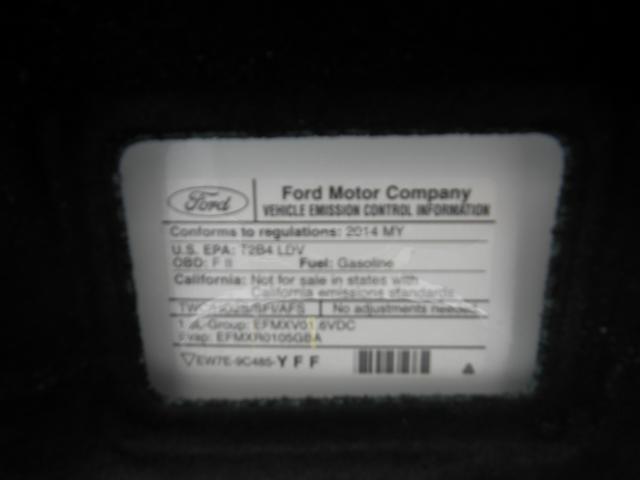 Ford
Ford Motor Company
VEHICLE EMISSION CONTROL INFORMATION
Conforms to regulations: 2014 MY
U.S. EPA: T2B4 LDV
OBD: F II Fuel: Gasoline
California: Not for sale in states with
California emissions standards.
No adjustments needed.
-Group: EFMXV01.6VDC
Evap: EFMXR0105GBA
EW7E-9C485-YFF